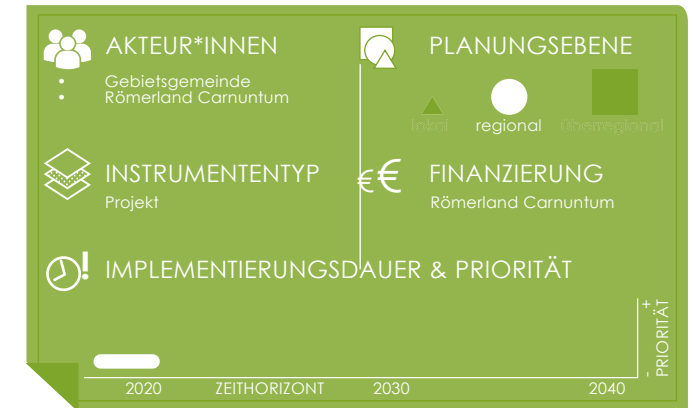 AKTEUR*INNEN
• Gebietsgemeinde
• Römerland Carnuntum
PLANUNGSEBENE
lokal regional überregional
INSTRUMENTENTYP
Projekt
€€ FINANZIERUNG
Römerland Carnuntum
! IMPLEMENTIERUNGSDAUER & PRIORITÄT
- PRIORITÄT +
2020 ZEITHORIZONT 2030 2040